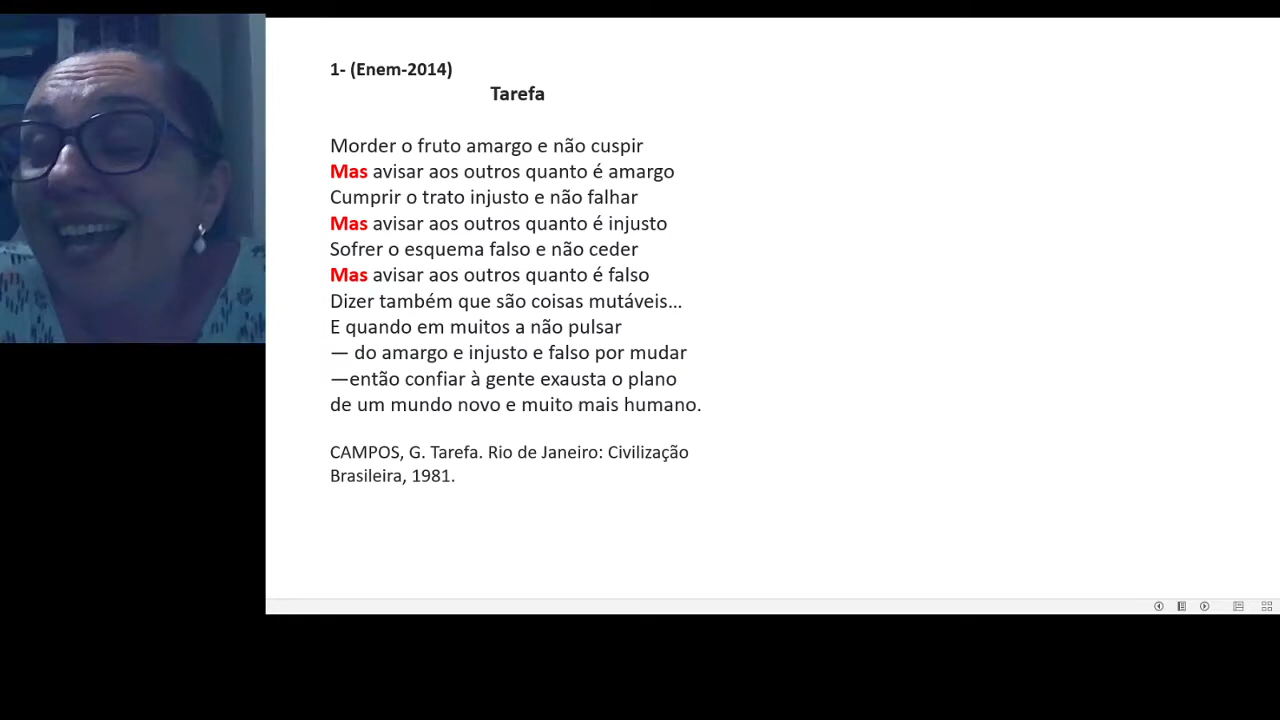 1- (Enem-2014)
Tarefa
Morder o fruto amargo e não cuspir
Mas avisar aos outros quanto é amargo
Cumprir o trato injusto e não falhar
Mas avisar aos outros quanto é injusto
Sofrer o esquema falso e não ceder
Mas avisar aos outros quanto é falso
Dizer também que são coisas mutáveis...
E quando em muitos a não pulsar
— do amargo e injusto e falso por mudar
—então confiar à gente exausta o plano
de um mundo novo e muito mais humano.
CAMPOS, G. Tarefa. Rio de Janeiro: Civilização
Brasileira, 1981.